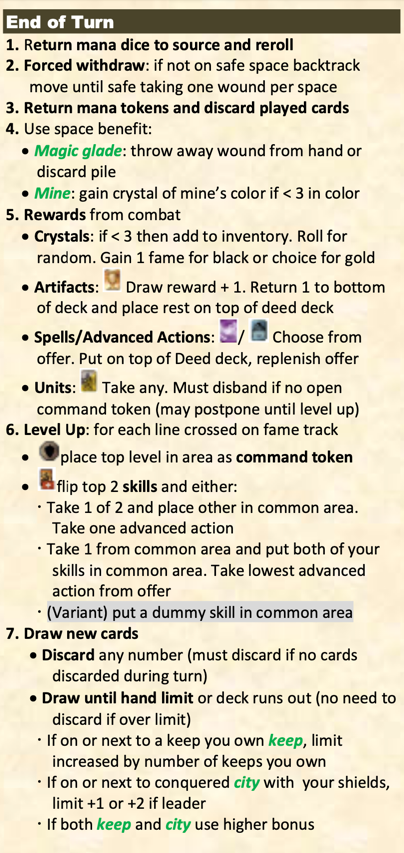 End of Turn
1. Return mana dice to source and reroll
2. Forced withdraw: if not on safe space backtrack
move until safe taking one wound per space
3. Return mana tokens and discard played cards
4. Use space benefit:
• Magic glade: throw away wound from hand or
discard pile
• Mine: gain crystal of mine's color if < 3 in color
5. Rewards from combat
• Crystals: if < 3 then add to inventory. Roll for
random. Gain 1 fame for black or choice for gold
• Artifacts: Draw reward + 1. Return 1 to bottom
of deck and place rest on top of deed deck
• Spells/Advanced Actions: / Choose from
offer. Put on top of Deed deck, replenish offer
• Units: Take any. Must disband if no open
command token (may postpone until level up)
6. Level Up: for each line crossed on fame track
• place top level in area as command token
• flip top 2 skills and either:
· Take 1 of 2 and place other in common area.
Take one advanced action
· Take 1 from common area and put both of your
skills in common area. Take lowest advanced
action from offer
· (Variant) put a dummy skill in common area
7. Draw new cards
• Discard any number (must discard if no cards
discarded during turn)
• Draw until hand limit or deck runs out (no need to
discard if over limit)
· If on or next to a keep you own keep, limit
increased by number of keeps you own
· If on or next to conquered city with your shields,
limit +1 or +2 if leader
· If both keep and city use higher bonus